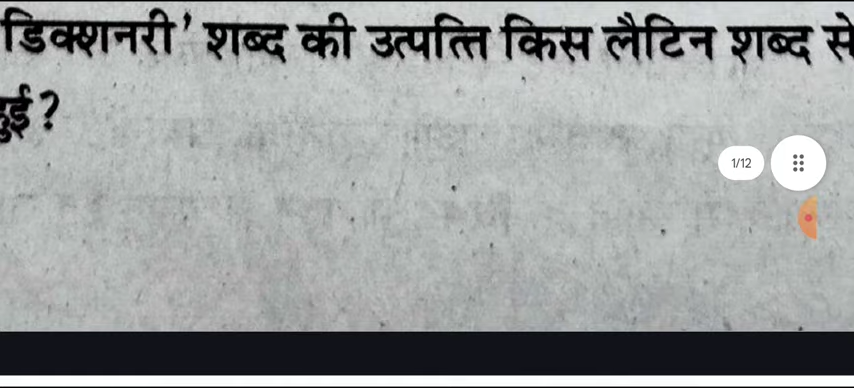 डिक्शनरी' शब्द की उत्पत्ति किस लैटिन शब्द से
हुई?
1/12